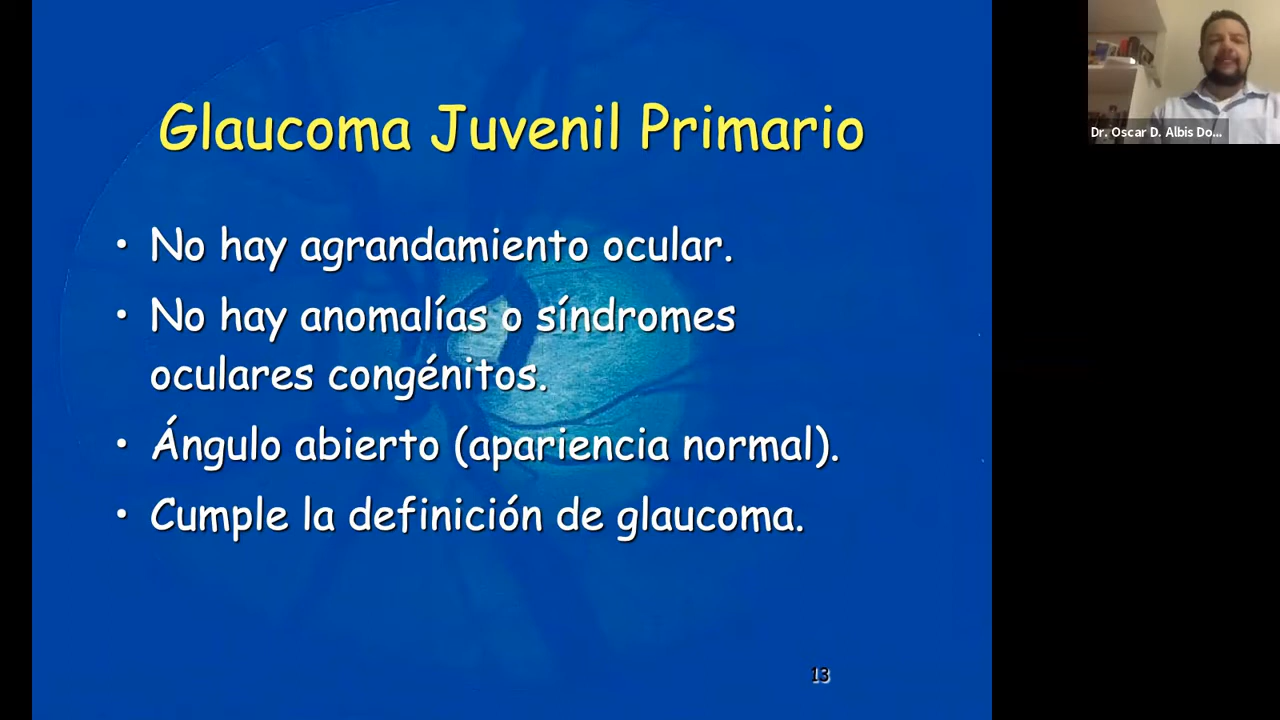 Glaucoma Juvenil Primario
• No hay agrandamiento ocular.
• No hay anomalías o síndromes
oculares congénitos.
• Ángulo abierto (apariencia normal).
• Cumple la definición de glaucoma.
13
Dr. Oscar D. Albis Do...